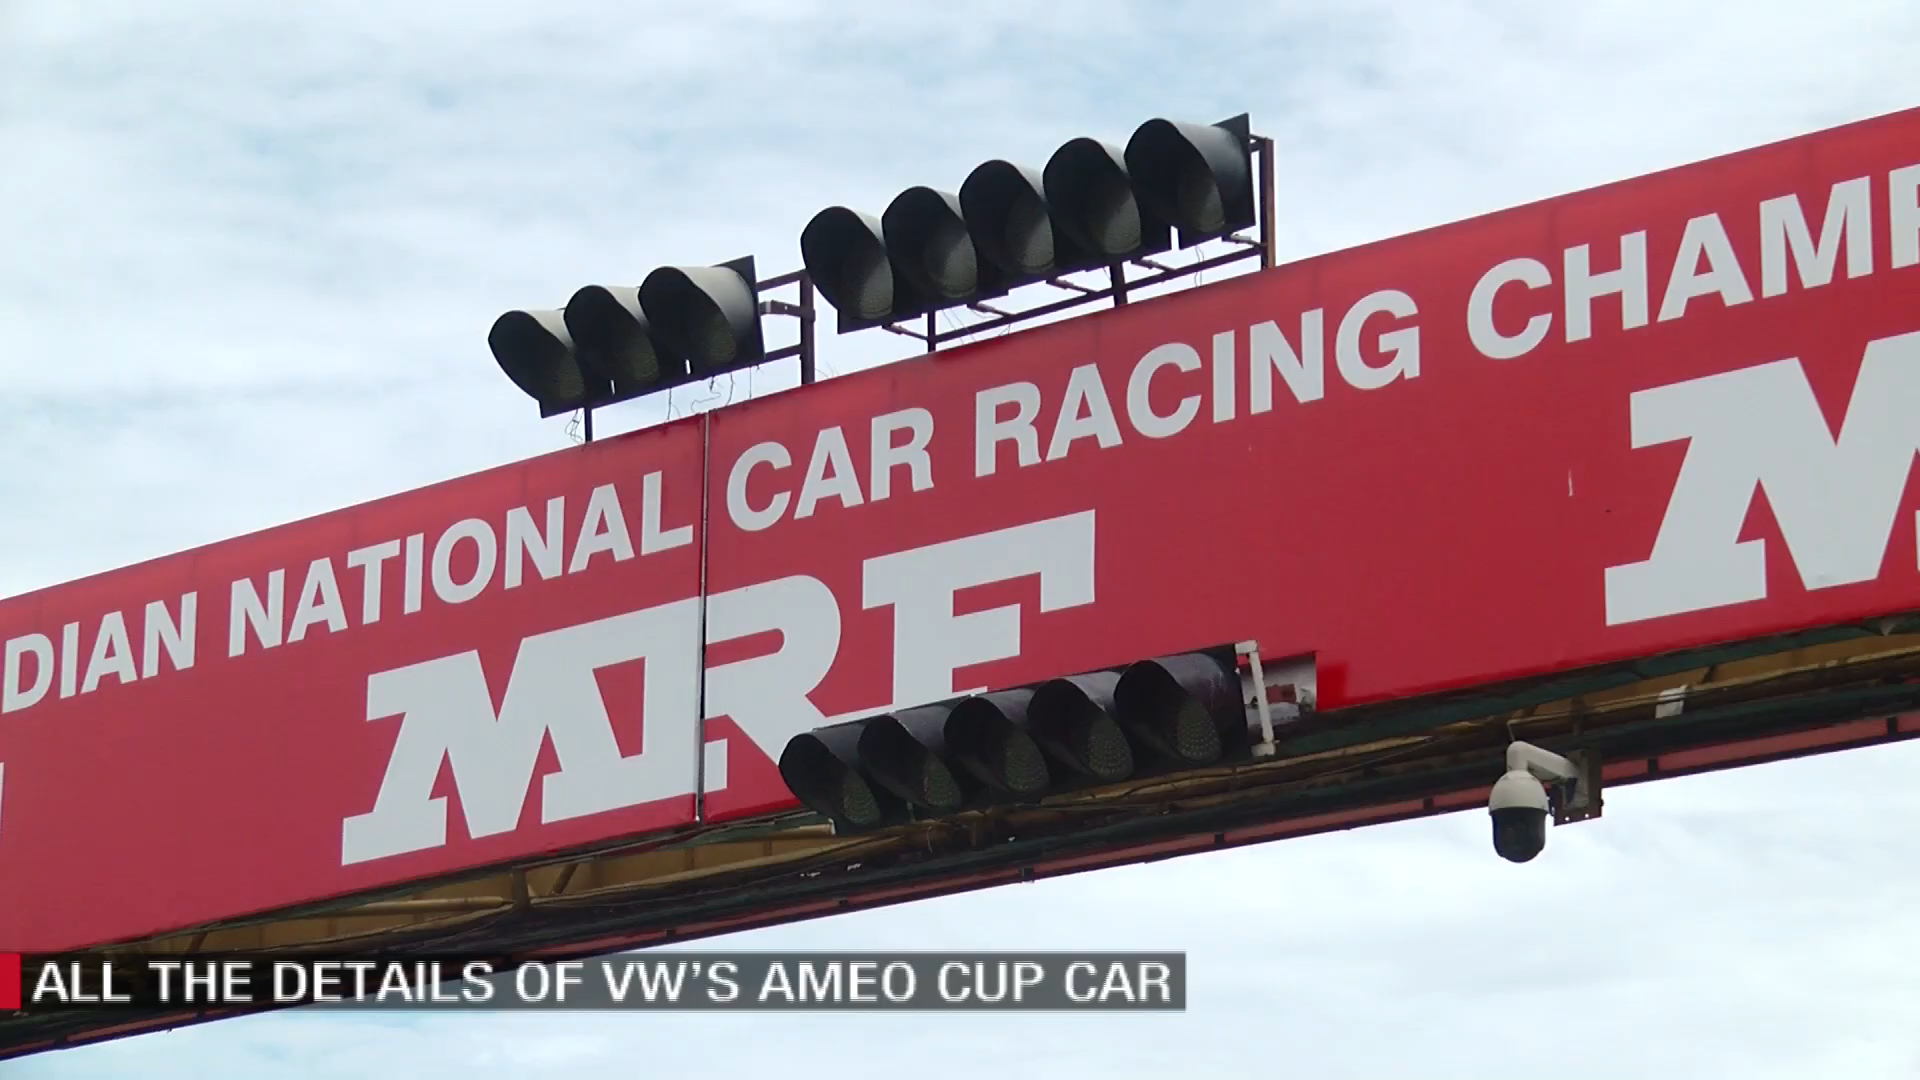 DIAN NATIONAL CAR RACING CHAMP
MRF M
ALL THE DETAILS OF VW'S AMEO CUP CAR